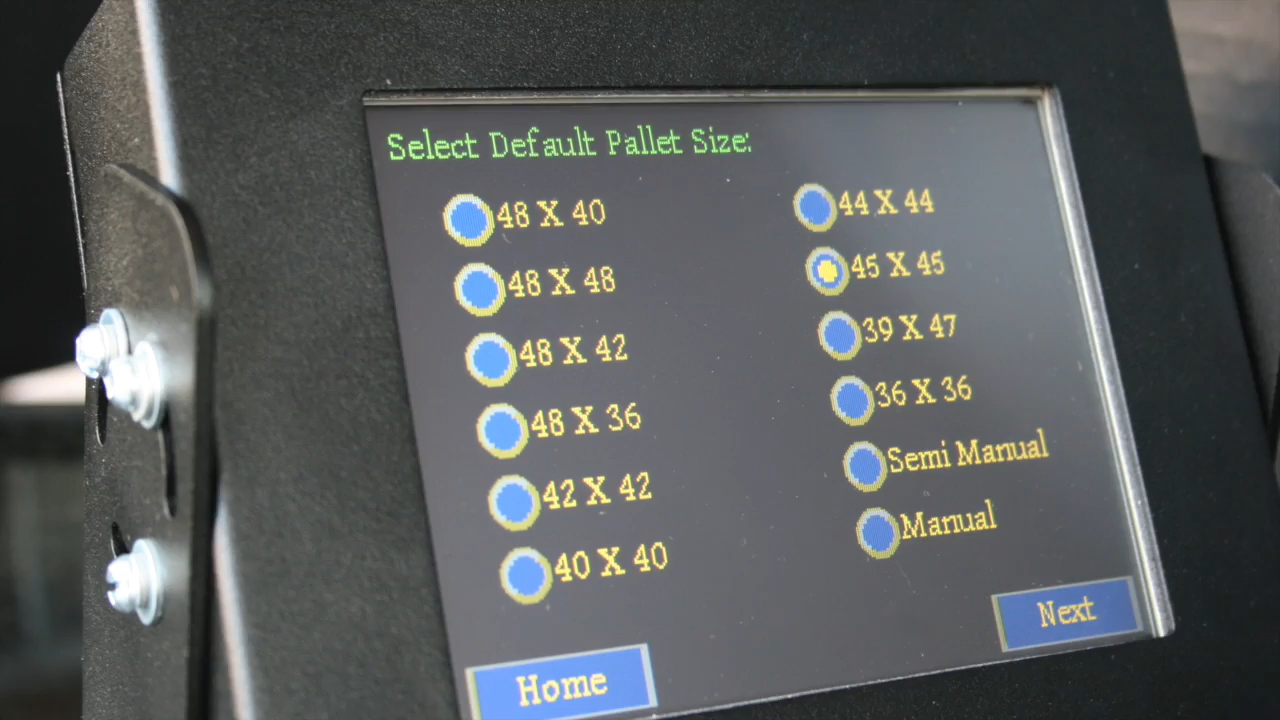 Select Default Pallet Size:
48 X 40
48 X 48
48 X 42
48 X 36
42 X 42
40 X 40
44 X 44
45 X 45
39 X 47
36 X 36
Semi Manual
Manual
Home
Next